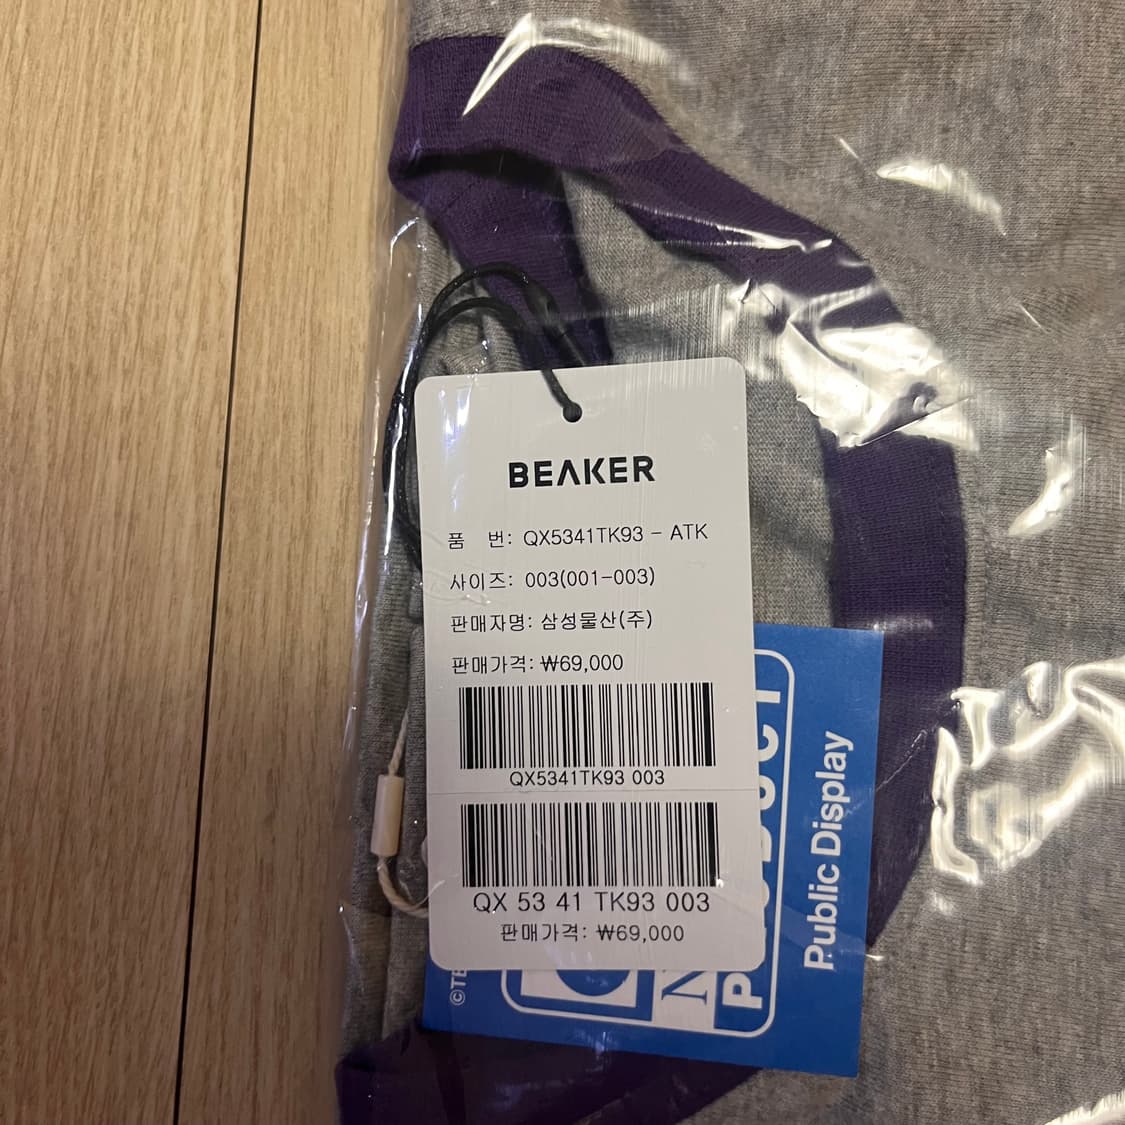 BEAKER
품 번: QX5341TK93 - ATK
사이즈: 003(001-003)
판매자명: 삼성물산(주)
판매가격: ₩69,000
QX5341TK93 003
QX 53 41 TK93 003
판매가격: ₩69,000
Public Display